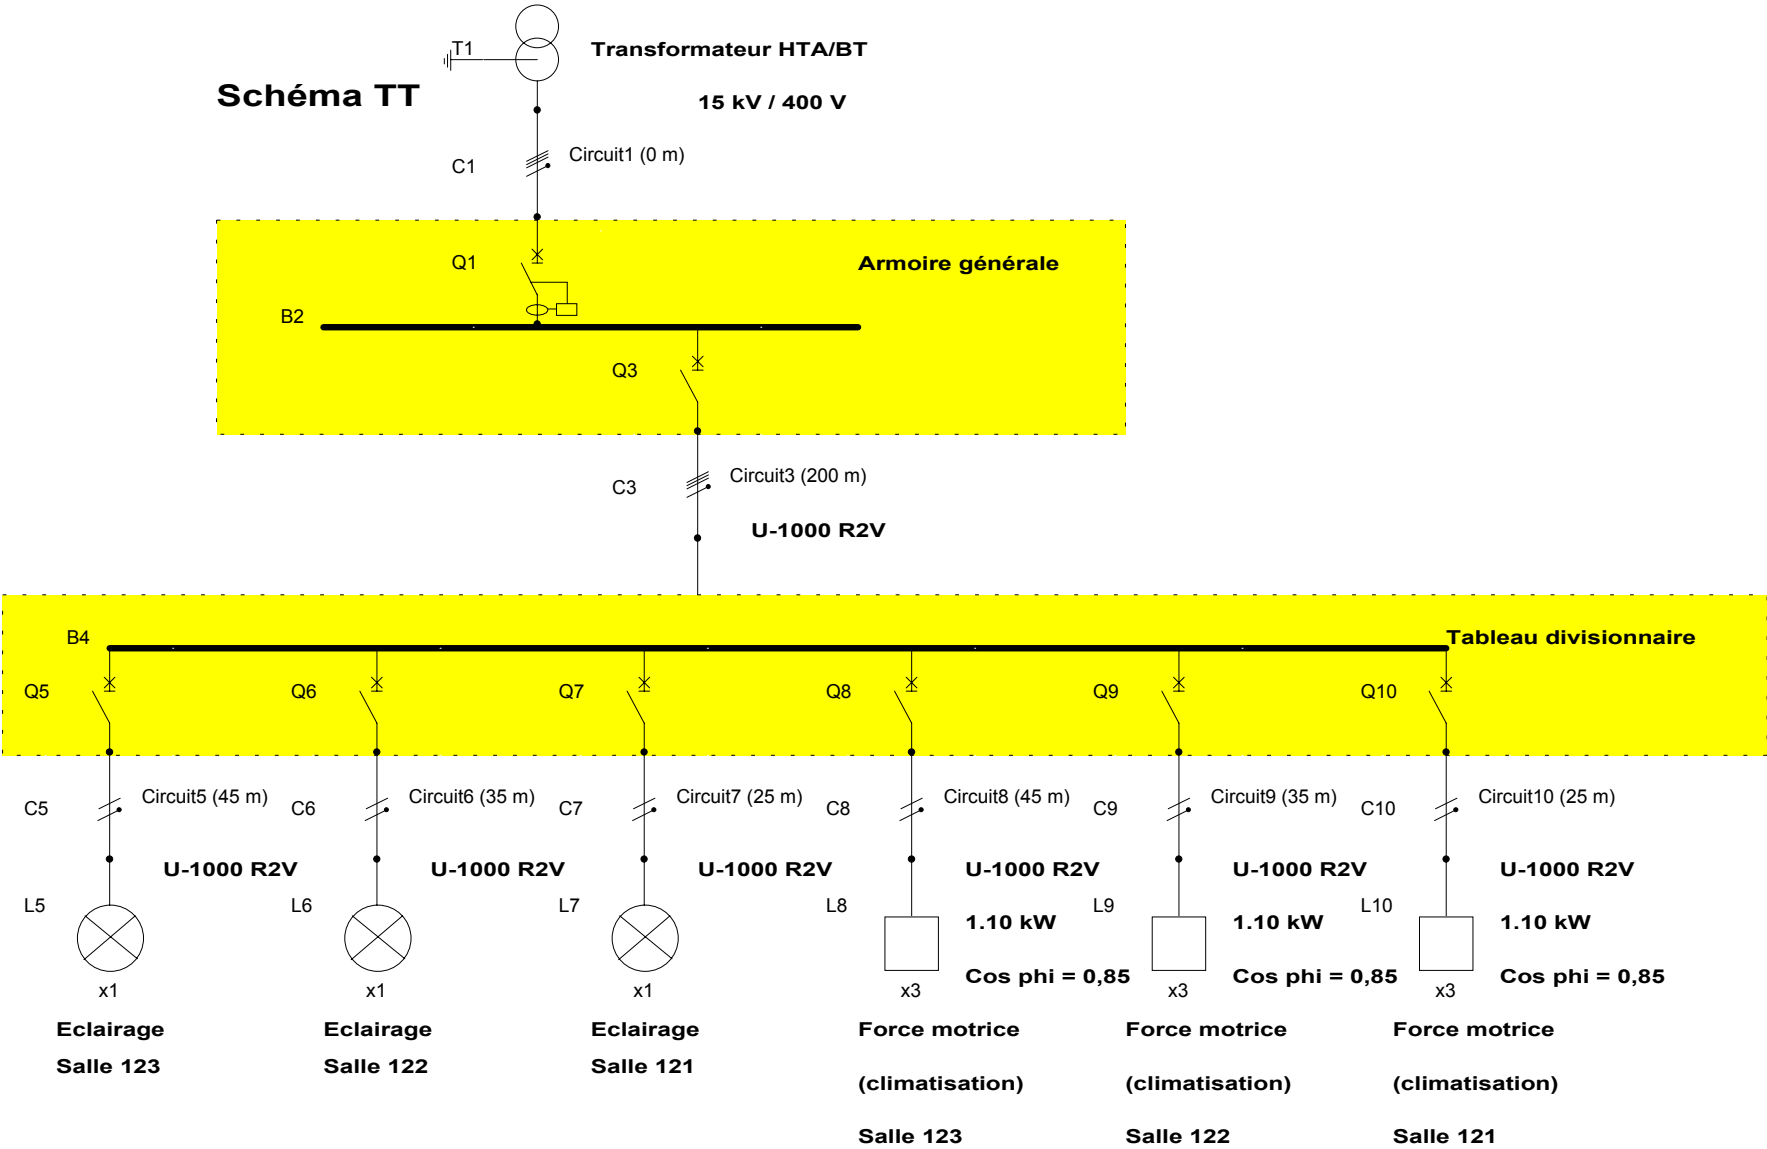 T1
Transformateur HTA/BT
Schéma TT
15 kV / 400 V
C1
Circuit1 (0 m)
Q1
Armoire générale
B2
Q3
C3
Circuit3 (200 m)
U-1000 R2V
B4
Tableau divisionnaire
Q5 Q6 Q7 Q8 Q9 Q10
C5 Circuit5 (45 m) C6 Circuit6 (35 m) C7 Circuit7 (25 m) C8 Circuit8 (45 m) C9 Circuit9 (35 m) C10 Circuit10 (25 m)
U-1000 R2V U-1000 R2V U-1000 R2V U-1000 R2V U-1000 R2V U-1000 R2V
L5 L6 L7 L8 L9 L10
1.10 kW 1.10 kW 1.10 kW
Cos phi = 0,85 Cos phi = 0,85 Cos phi = 0,85
x1 x1 x1 x3 x3 x3
Eclairage Eclairage Eclairage Force motrice Force motrice Force motrice
Salle 123 Salle 122 Salle 121
(climatisation) (climatisation) (climatisation)
Salle 123 Salle 122 Salle 121